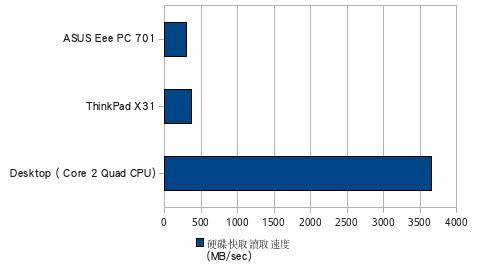 ASUS Eee PC 701
ThinkPad X31
Desktop ( Core 2 Quad CPU)
0 500 1000 1500 2000 2500 3000 3500 4000
硬碟快取讀取速度
(MB/sec)